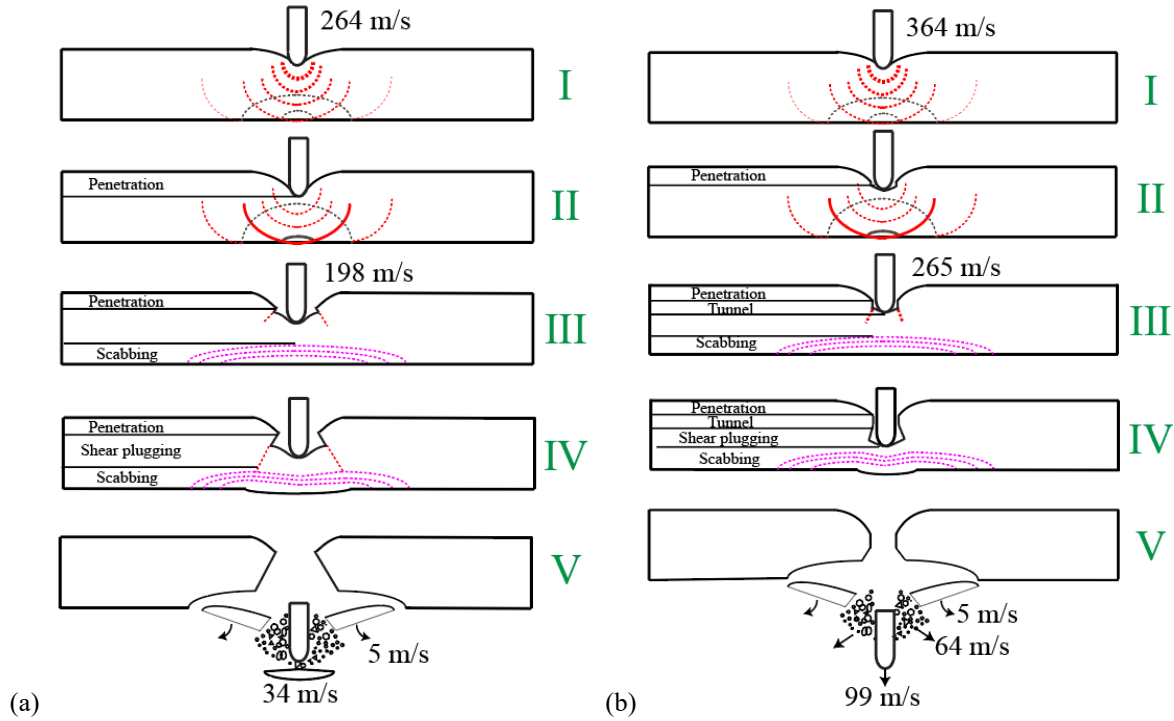 264 m/s
I
Penetration
II
198 m/s
Penetration
III
Scabbing
Penetration
Shear plugging
IV
Scabbing
V
5 m/s
34 m/s
(a)
364 m/s
I
Penetration
II
265 m/s
Penetration
Tunnel
III
Scabbing
Penetration
Tunnel
Shear plugging
IV
Scabbing
V
5 m/s
64 m/s
99 m/s
(b)